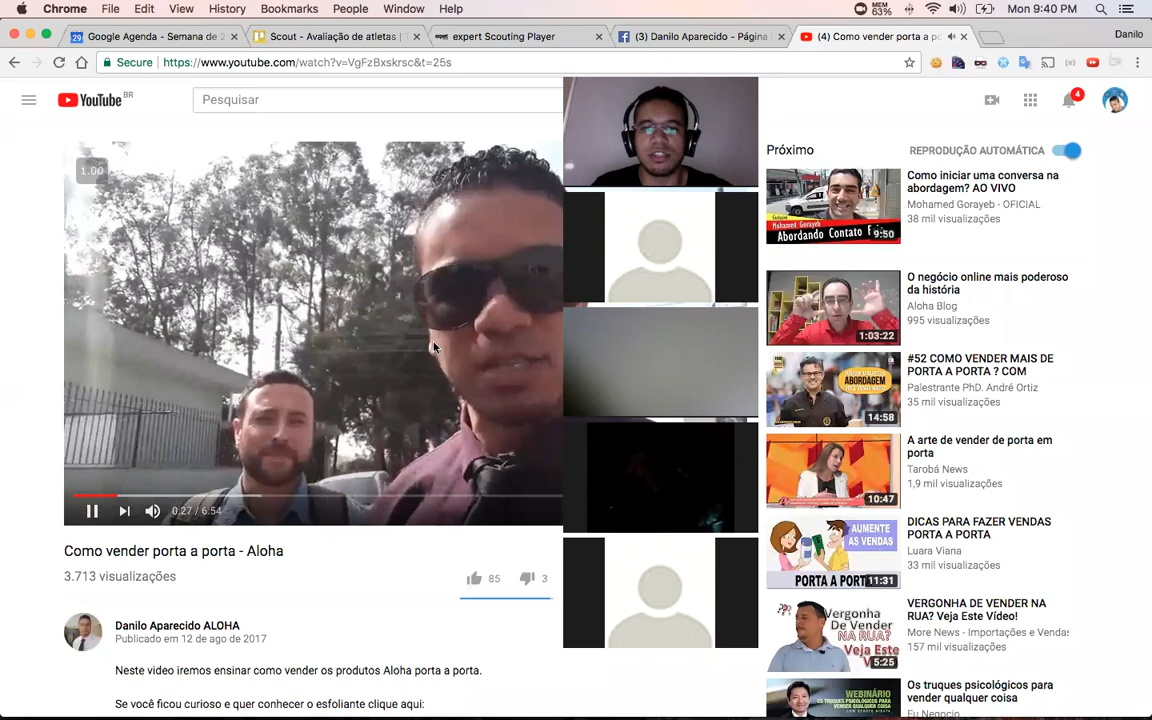 Chrome File Edit View History Bookmarks People Window Help
MEM 63% Mon 9:40 PM
29 Google Agenda - Semana de 2
Scout - Avaliação de atletas |
expert Scouting Player
(3) Danilo Aparecido - Página
(4) Como vender porta a p
Danilo
Secure https://www.youtube.com/watch?v=VgFzBxskrsc&t=25s
YouTube BR
Pesquisar
4
1.00
0:27 / 6:54
Como vender porta a porta - Aloha
3.713 visualizações
85 3
Danilo Aparecido ALOHA
Publicado em 12 de ago de 2017
Neste video iremos ensinar como vender os produtos Aloha porta a porta.
Se você ficou curioso e quer conhecer o esfoliante clique aqui:
Próximo
REPRODUÇÃO AUTOMÁTICA
Mohamed Gorayeb
Abordando Contato
9:50
Como iniciar uma conversa na
abordagem? AO VIVO
Mohamed Gorayeb - OFICIAL
38 mil visualizações
1:03:22
O negócio online mais poderoso
da história
Aloha Blog
995 visualizações
ABORDAGEM
14:58
#52 COMO VENDER MAIS DE
PORTA A PORTA ? COM
Palestrante PhD. André Ortiz
35 mil visualizações
10:47
A arte de vender de porta em
porta
Tarobá News
1,9 mil visualizações
AUMENTE
AS VENDAS
PORTA A PORT
11:31
DICAS PARA FAZER VENDAS
PORTA A PORTA
Luara Viana
33 mil visualizações
??
Vergonha
De Vender
NA RUA?
Veja Este
5:25
VERGONHA DE VENDER NA
RUA? Veja Este Vídeo!
More News - Importações e Vendas
157 mil visualizações
WEBINÁRIO
Os truques psicológicos para
vender qualquer coisa
Eu Negocio